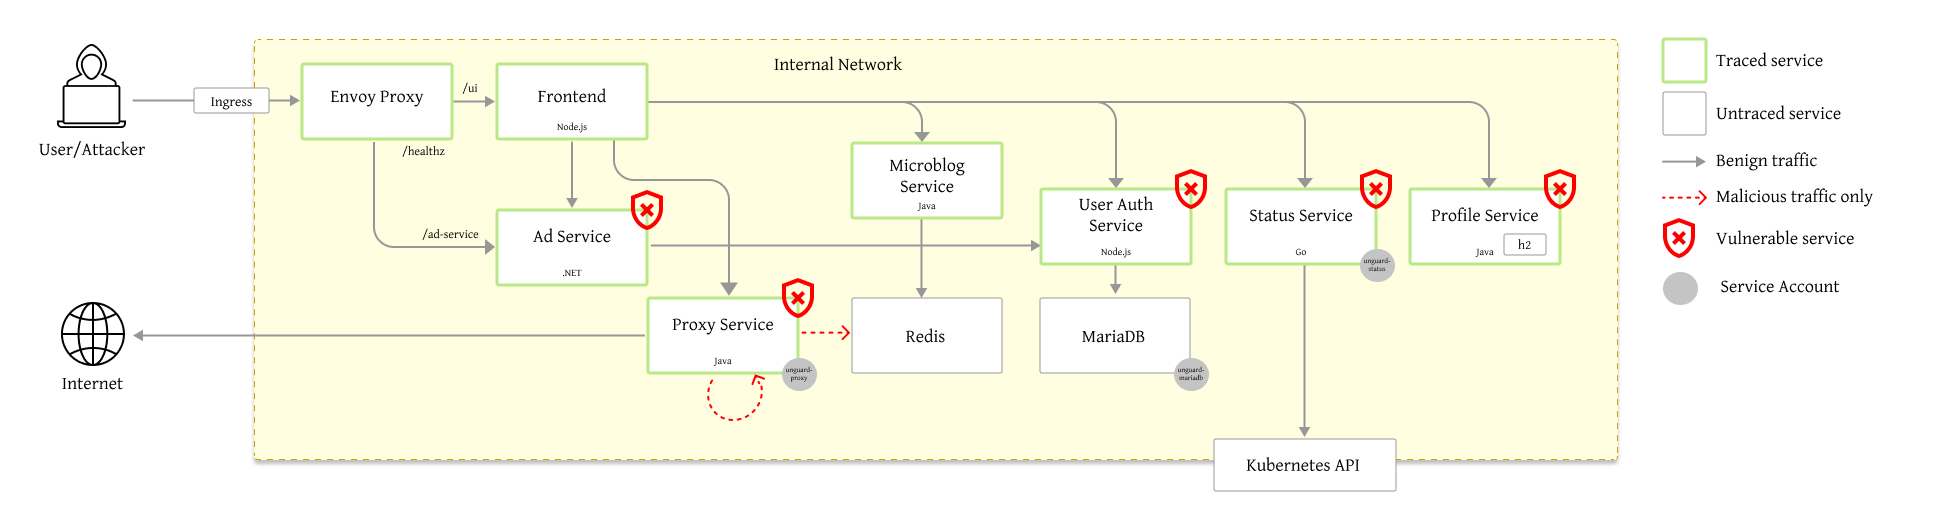 Internal Network
User/Attacker
Ingress
Envoy Proxy
/ui
Frontend
Node.js
/healthz
/ad-service
Ad Service
.NET
Microblog
Service
Java
User Auth
Service
Node.js
Status Service
Go
unguard-
status
Profile Service
Java
h2
Proxy Service
Java
unguard-
proxy
Redis
MariaDB
unguard-
mariadb
Internet
Kubernetes API
Traced service
Untraced service
Benign traffic
Malicious traffic only
Vulnerable service
Service Account